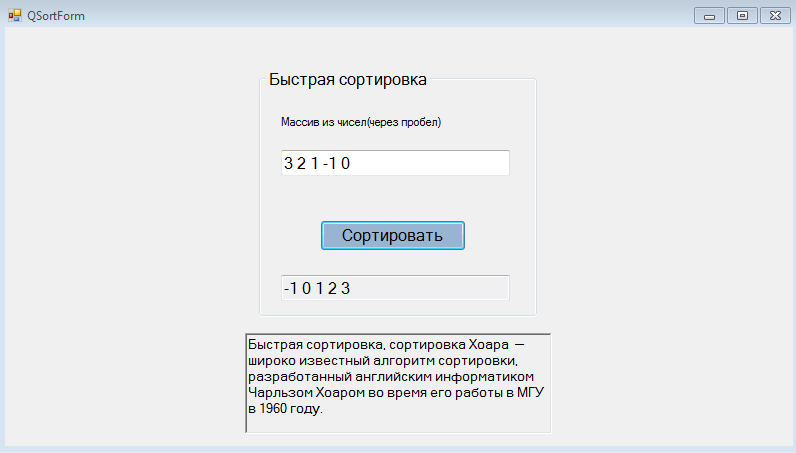 QSortForm
Быстрая сортировка
Массив из чисел(через пробел)
3 2 1 -1 0
Сортировать
-1 0 1 2 3
Быстрая сортировка, сортировка Хоара —
широко известный алгоритм сортировки,
разработанный английским информатиком
Чарльзом Хоаром во время его работы в МГУ
в 1960 году.